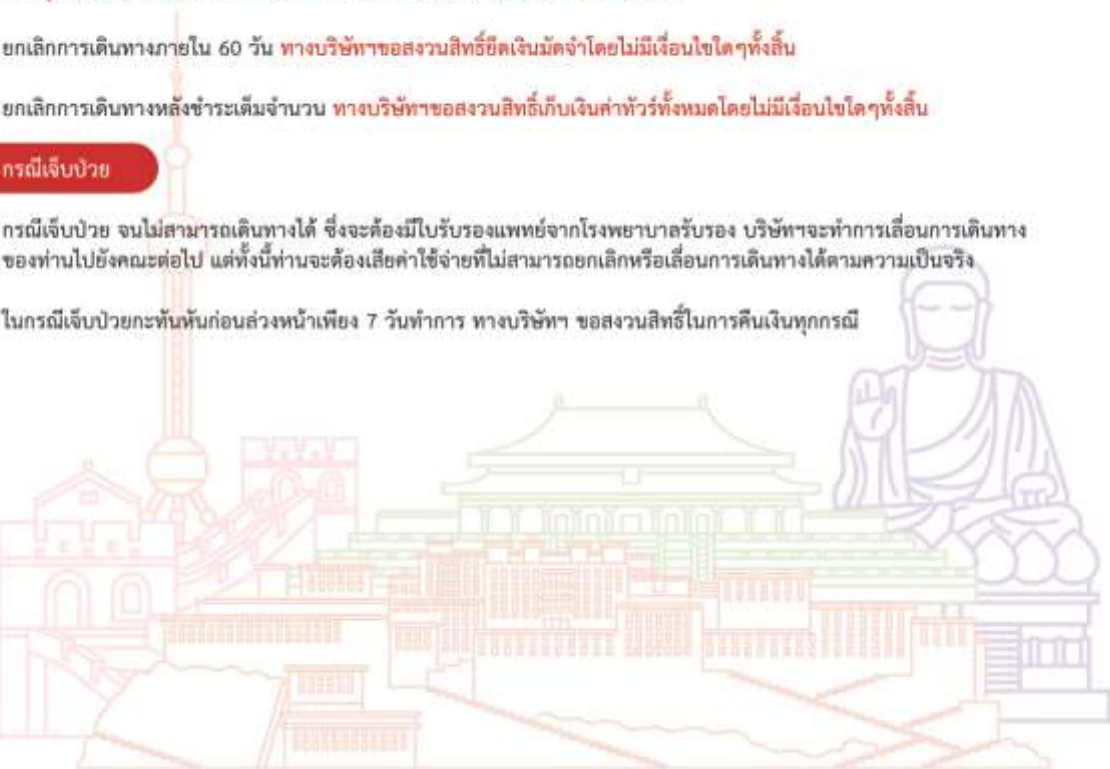 ยกเลิกการเดินทางภายใน 60 วัน ทางบริษัทฯขอสงวนสิทธิ์ยึดเงินมัดจำโดยไม่มีเงื่อนไขใดๆทั้งสิ้น
ยกเลิกการเดินทางหลังชำระเต็มจำนวน ทางบริษัทฯขอสงวนสิทธิ์เก็บเงินค่าทัวร์ทั้งหมดโดยไม่มีเงื่อนไขใดๆทั้งสิ้น
กรณีเจ็บป่วย
กรณีเจ็บป่วย จนไม่สามารถเดินทางได้ ซึ่งจะต้องมีใบรับรองแพทย์จากโรงพยาบาลรับรอง บริษัทฯจะทำการเลื่อนการเดินทาง
ของท่านไปยังคณะต่อไป แต่ทั้งนี้ท่านจะต้องเสียค่าใช้จ่ายที่ไม่สามารถยกเลิกหรือเลื่อนการเดินทางได้ตามความเป็นจริง
ในกรณีเจ็บป่วยกะทันหันก่อนล่วงหน้าเพียง 7 วันทำการ ทางบริษัทฯ ขอสงวนสิทธิ์ในการคืนเงินทุกกรณี